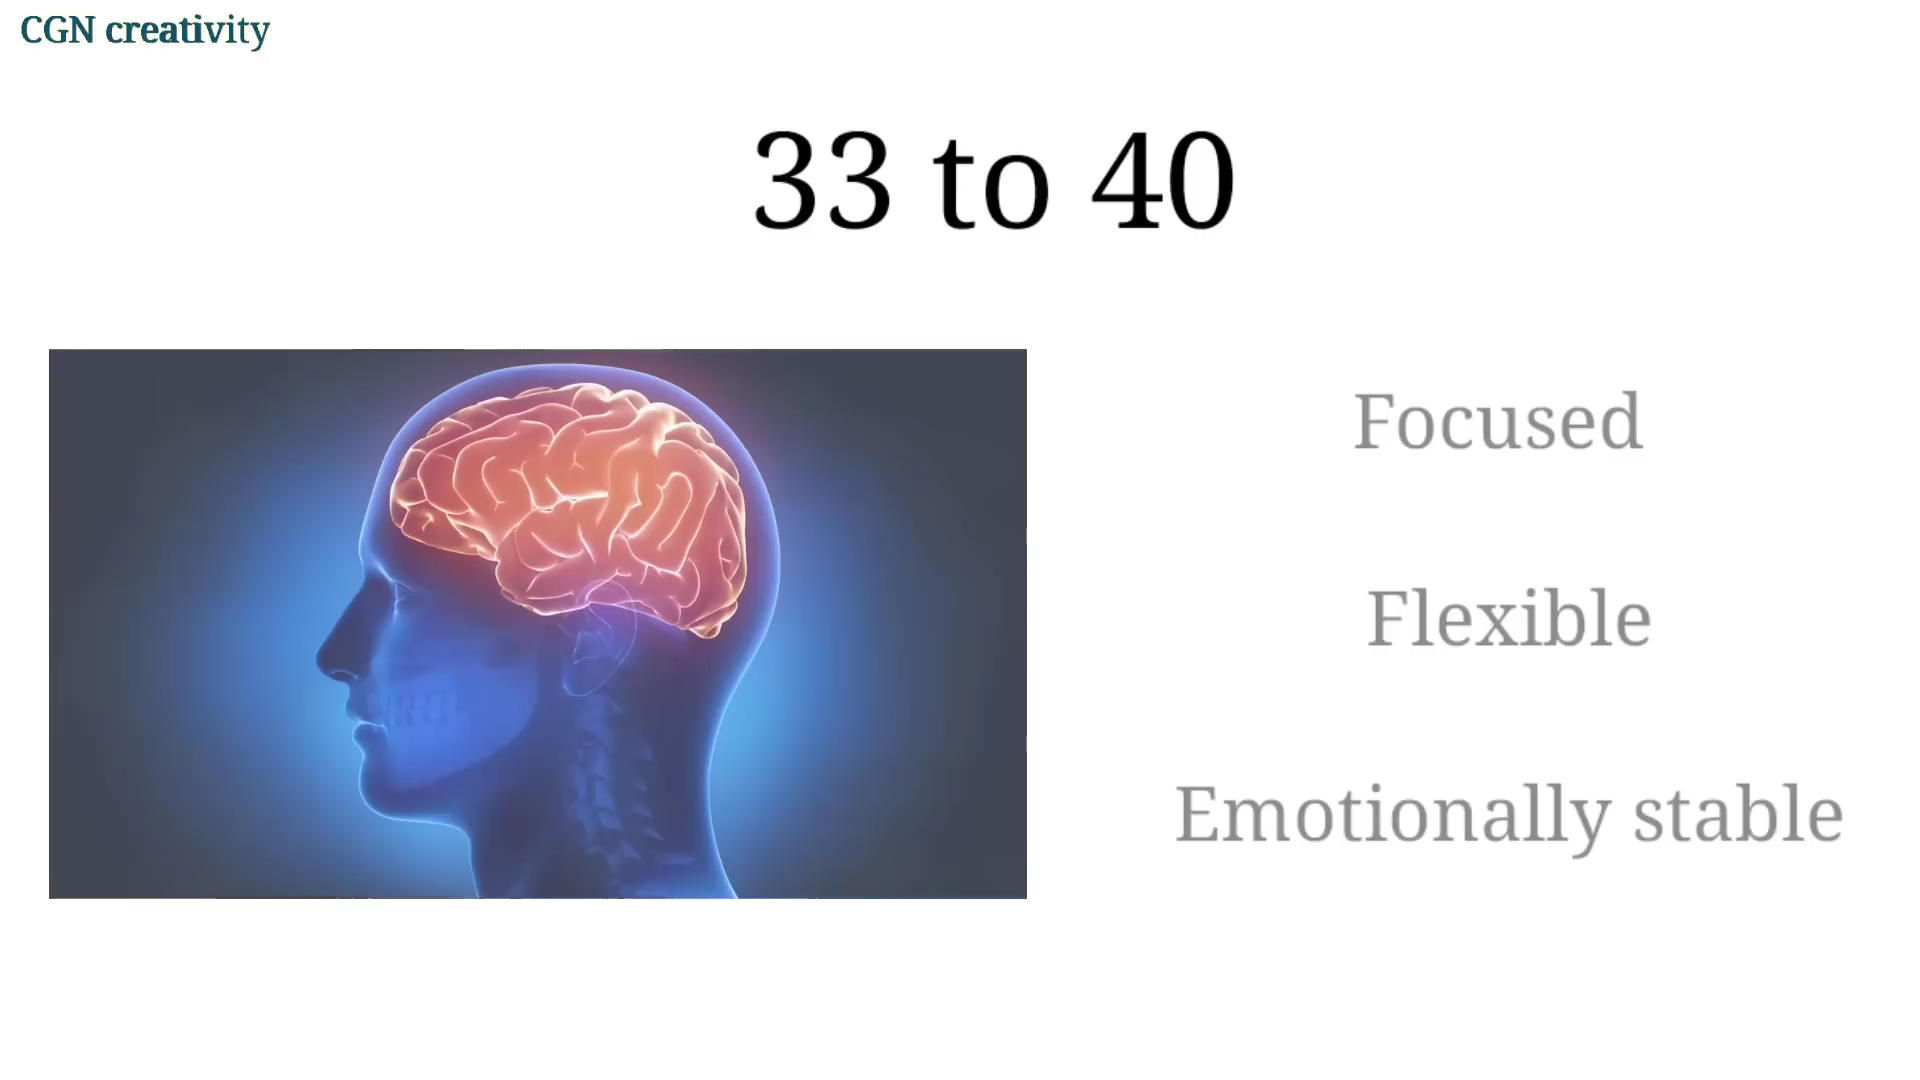 CGN creativity
33 to 40
Focused
Flexible
Emotionally stable